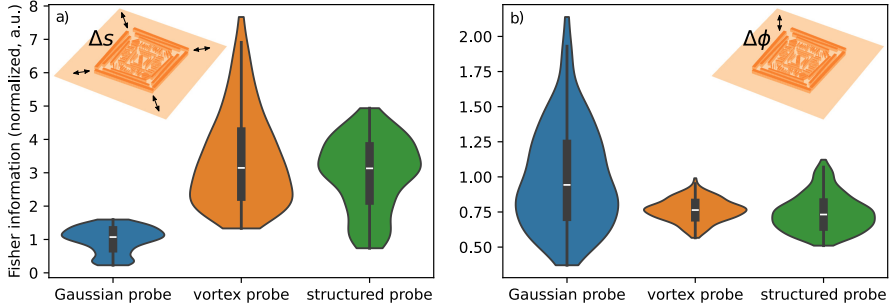 a)
Δs
Fisher information (normalized, a.u.)
8
7
6
5
4
3
2
1
0
Gaussian probe
vortex probe
structured probe
b)
Δϕ
2.00
1.75
1.50
1.25
1.00
0.75
0.50
Gaussian probe
vortex probe
structured probe